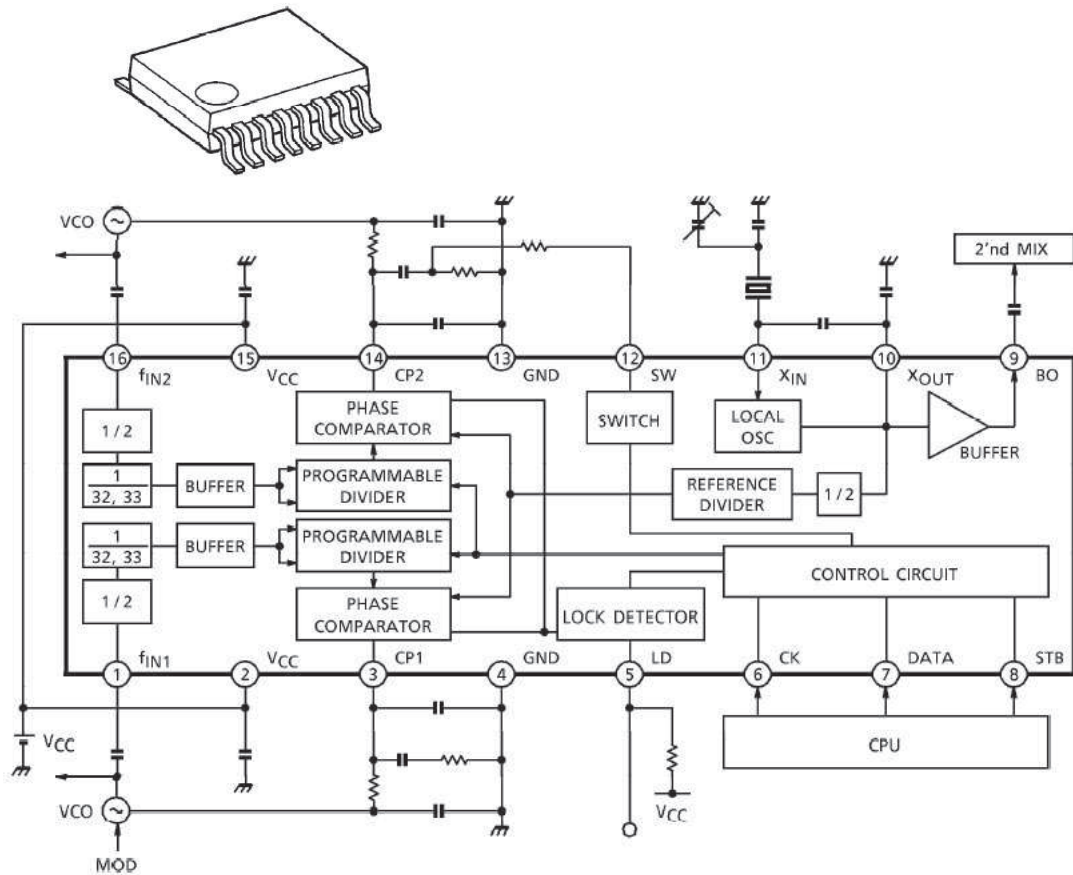 VCO
2'nd MIX
16
15
14
13
12
11
10
9
fIN2
VCC
CP2
GND
SW
XIN
XOUT
BO
1/2
PHASE
COMPARATOR
SWITCH
LOCAL
OSC
BUFFER
1
32, 33
BUFFER
PROGRAMMABLE
DIVIDER
REFERENCE
DIVIDER
1/2
1
32, 33
BUFFER
PROGRAMMABLE
DIVIDER
CONTROL CIRCUIT
1/2
PHASE
COMPARATOR
LOCK DETECTOR
fIN1
VCC
CP1
GND
LD
CK
DATA
STB
1
2
3
4
5
6
7
8
VCC
CPU
VCO
VCC
MOD